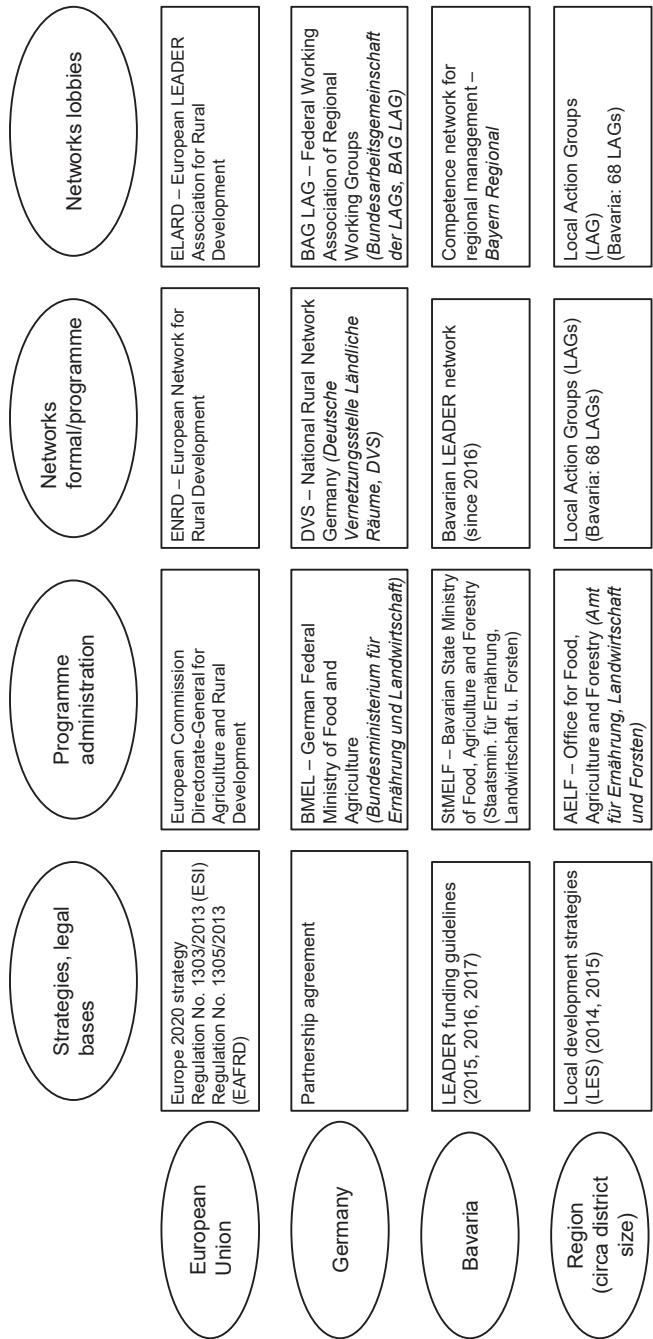 Strategies, legal
bases
Programme
administration
Networks
formal/programme
Networks lobbies
European
Union
Europe 2020 strategy
Regulation No. 1303/2013 (ESI)
Regulation No. 1305/2013
(EAFRD)
European Commission
Directorate-General for
Agriculture and Rural
Development
ENRD – European Network for
Rural Development
ELARD – European LEADER
Association for Rural
Development
Germany
Partnership agreement
BMEL – German Federal
Ministry of Food and
Agriculture
(Bundesministerium für
Ernährung und Landwirtschaft)
DVS – National Rural Network
Germany (Deutsche
Vernetzungsstelle Ländliche
Räume, DVS)
BAG LAG – Federal Working
Association of Regional
Working Groups
(Bundesarbeitsgemeinschaft
der LAGs, BAG LAG)
Bavaria
LEADER funding guidelines
(2015, 2016, 2017)
StMELF – Bavarian State Ministry
of Food, Agriculture and Forestry
(Staatsmin. für Ernährung,
Landwirtschaft u. Forsten)
Bavarian LEADER network
(since 2016)
Competence network for
regional management –
Bayern Regional
Region
(circa district
size)
Local development strategies
(LES) (2014, 2015)
AELF – Office for Food,
Agriculture and Forestry (Amt
für Ernährung, Landwirtschaft
und Forsten)
Local Action Groups (LAGs)
(Bavaria: 68 LAGs)
Local Action Groups
(LAG)
(Bavaria: 68 LAGs)